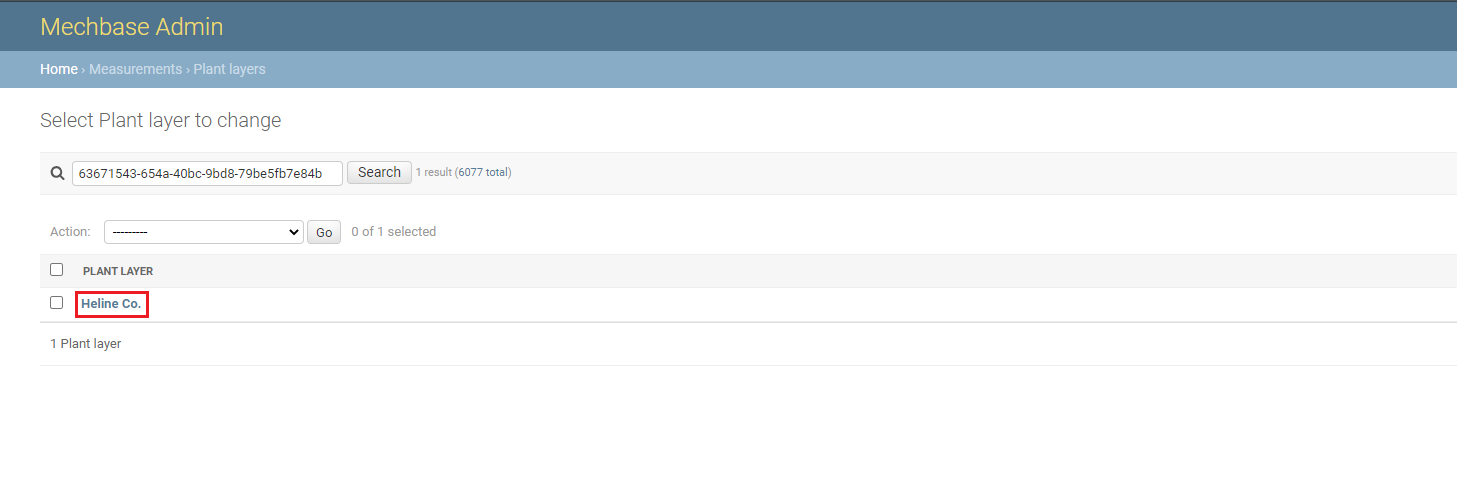 Mechbase Admin
Home › Measurements › Plant layers
Select Plant layer to change
63671543-654a-40bc-9bd8-79be5fb7e84b Search 1 result (6077 total)
Action: --------- Go 0 of 1 selected
PLANT LAYER
Heline Co.
1 Plant layer